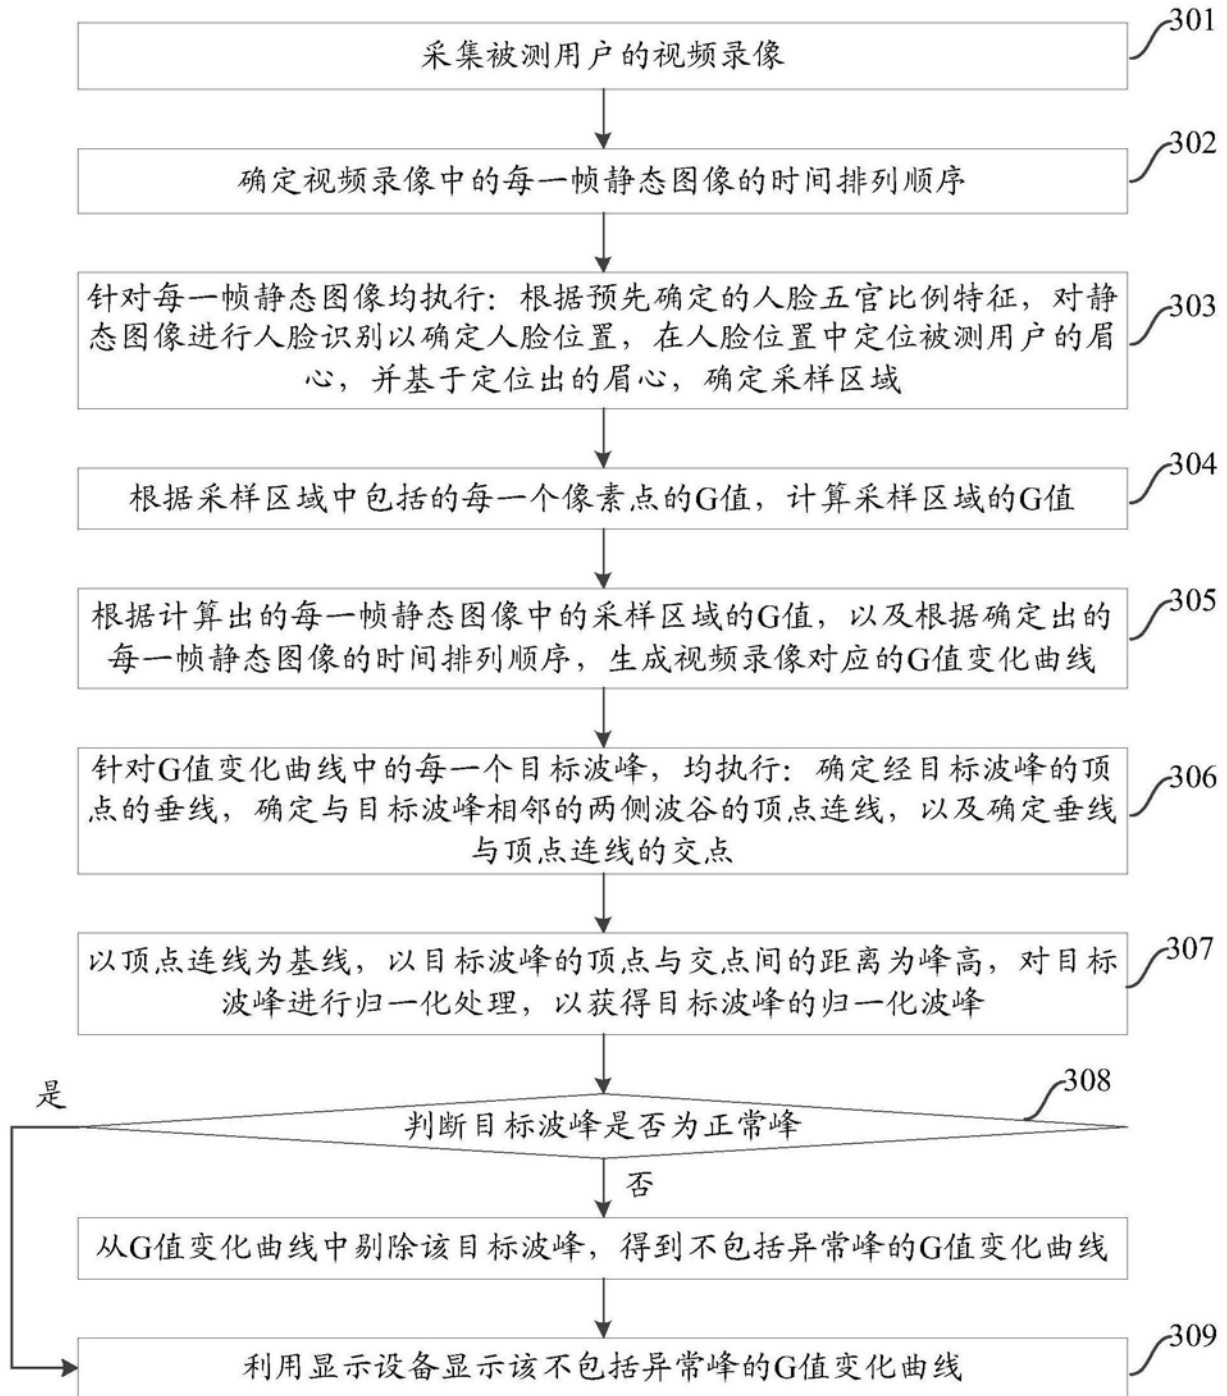 301
采集被测用户的视频录像
302
确定视频录像中的每一帧静态图像的时间排列顺序
303
针对每一帧静态图像均执行：根据预先确定的人脸五官比例特征，对静
态图像进行人脸识别以确定人脸位置，在人脸位置中定位被测用户的眉
心，并基于定位出的眉心，确定采样区域
304
根据采样区域中包括的每一个像素点的G值，计算采样区域的G值
305
根据计算出的每一帧静态图像中的采样区域的G值，以及根据确定出的
每一帧静态图像的时间排列顺序，生成视频录像对应的G值变化曲线
306
针对G值变化曲线中的每一个目标波峰，均执行：确定经目标波峰的顶
点的垂线，确定与目标波峰相邻的两侧波谷的顶点连线，以及确定垂线
与顶点连线的交点
307
以顶点连线为基线，以目标波峰的顶点与交点间的距离为峰高，对目标
波峰进行归一化处理，以获得目标波峰的归一化波峰
308
是
判断目标波峰是否为正常峰
否
从G值变化曲线中剔除该目标波峰，得到不包括异常峰的G值变化曲线
309
利用显示设备显示该不包括异常峰的G值变化曲线